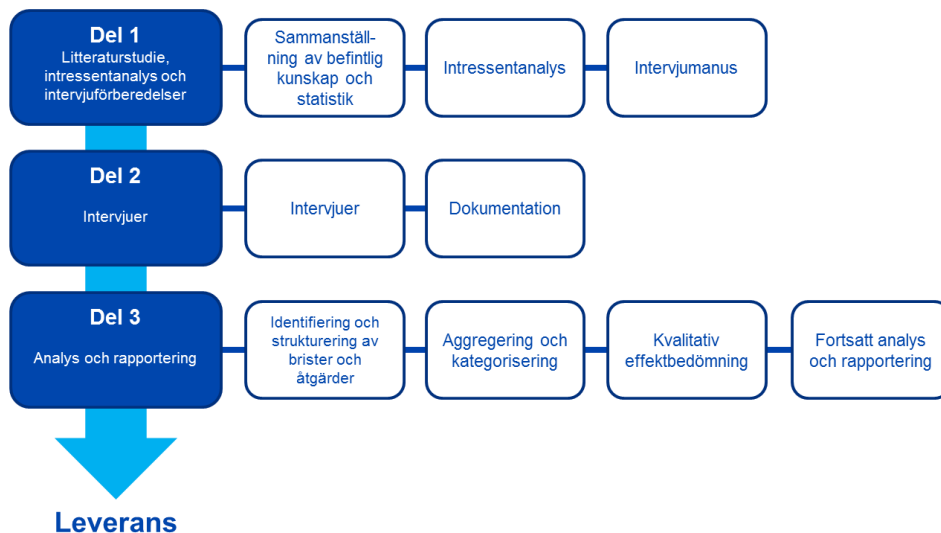 Del 1
Litteraturstudie,
intressentanalys och
intervjuförberedelser
Sammanställ-
ning av befintlig
kunskap och
statistik
Intressentanalys
Intervjumanus
Del 2
Intervjuer
Intervjuer
Dokumentation
Del 3
Analys och rapportering
Identifiering och
strukturering av
brister och
åtgärder
Aggregering och
kategorisering
Kvalitativ
effektbedömning
Fortsatt analys
och rapportering
Leverans